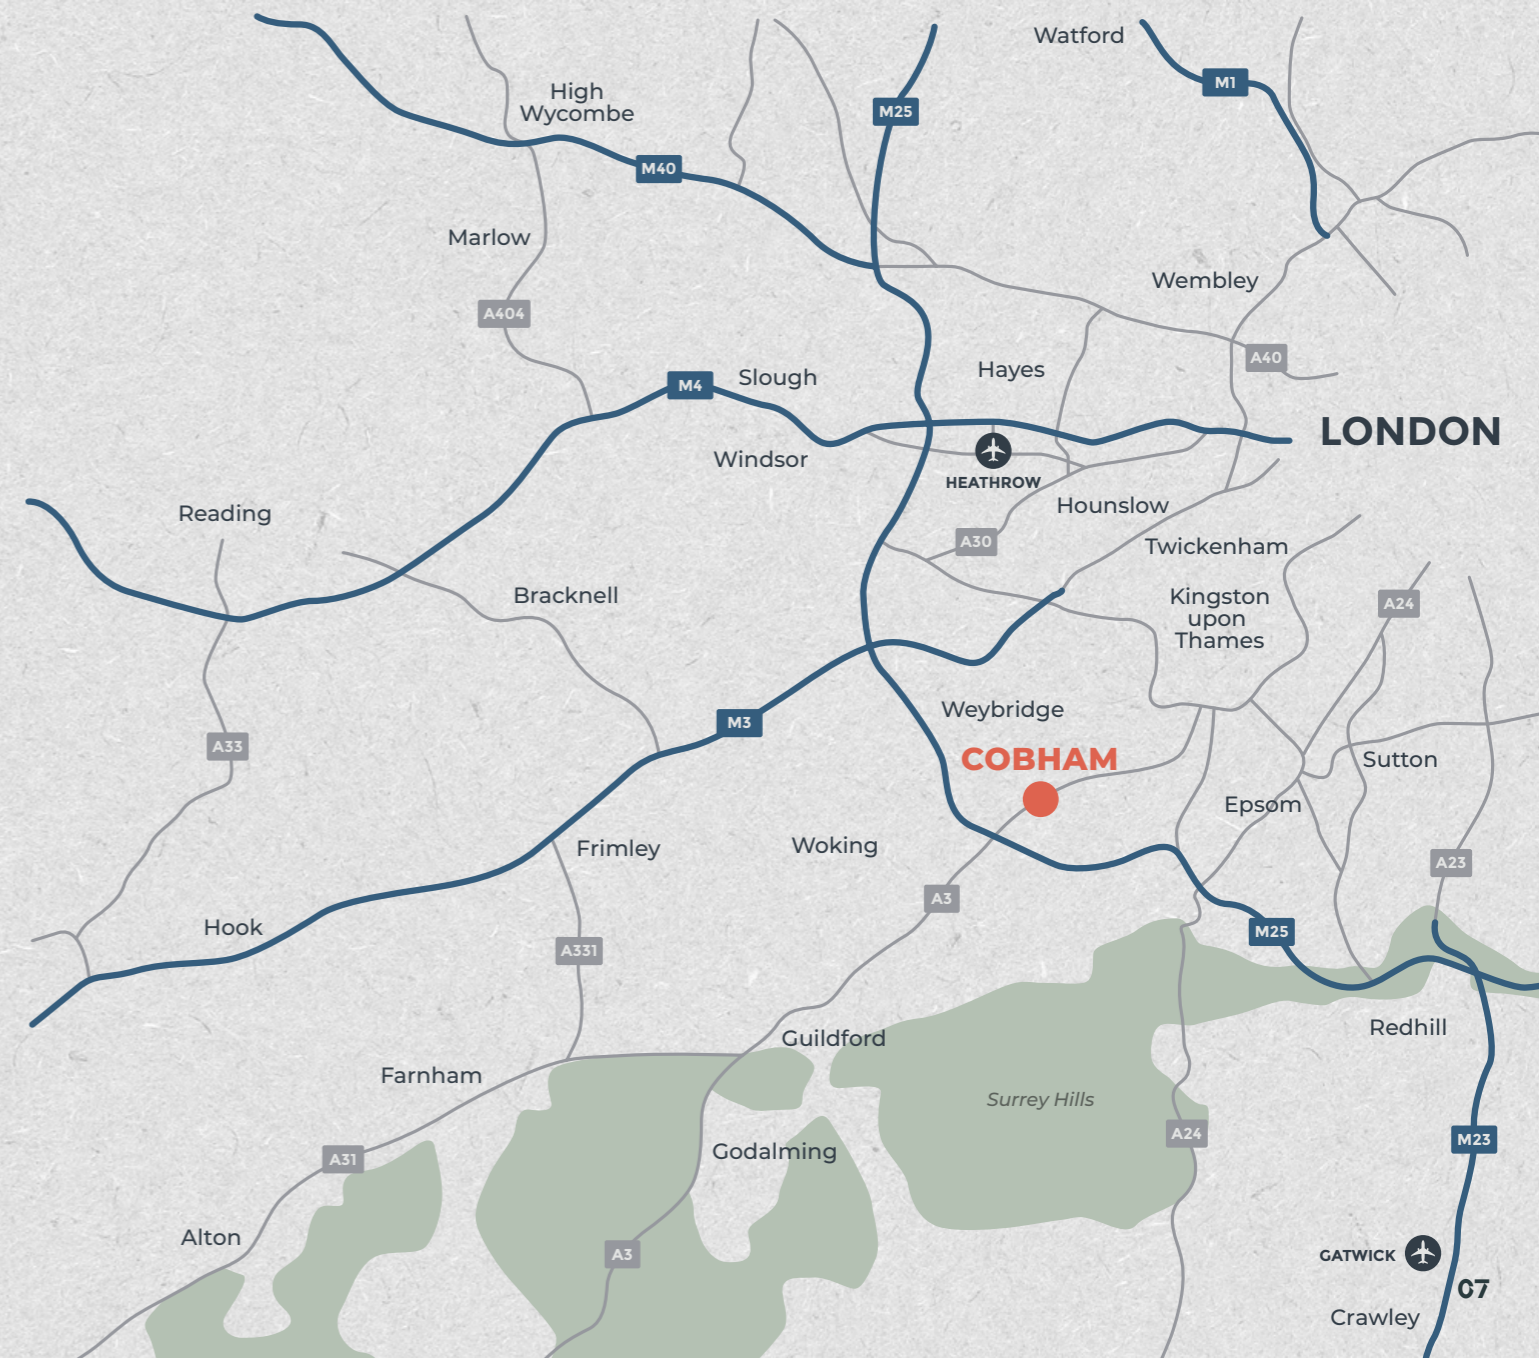 Watford
M1
High
Wycombe
M25
M40
Marlow
Wembley
A404
A40
Hayes
Slough
M4
LONDON
Windsor
HEATHROW
Hounslow
Reading
A30
Twickenham
Bracknell
Kingston
upon
Thames
A24
Weybridge
M3
A33
COBHAM
Sutton
Epsom
Frimley
Woking
A23
A3
Hook
M25
A331
Redhill
Guildford
Farnham
Surrey Hills
A24
M23
Godalming
A31
Alton
A3
GATWICK
07
Crawley